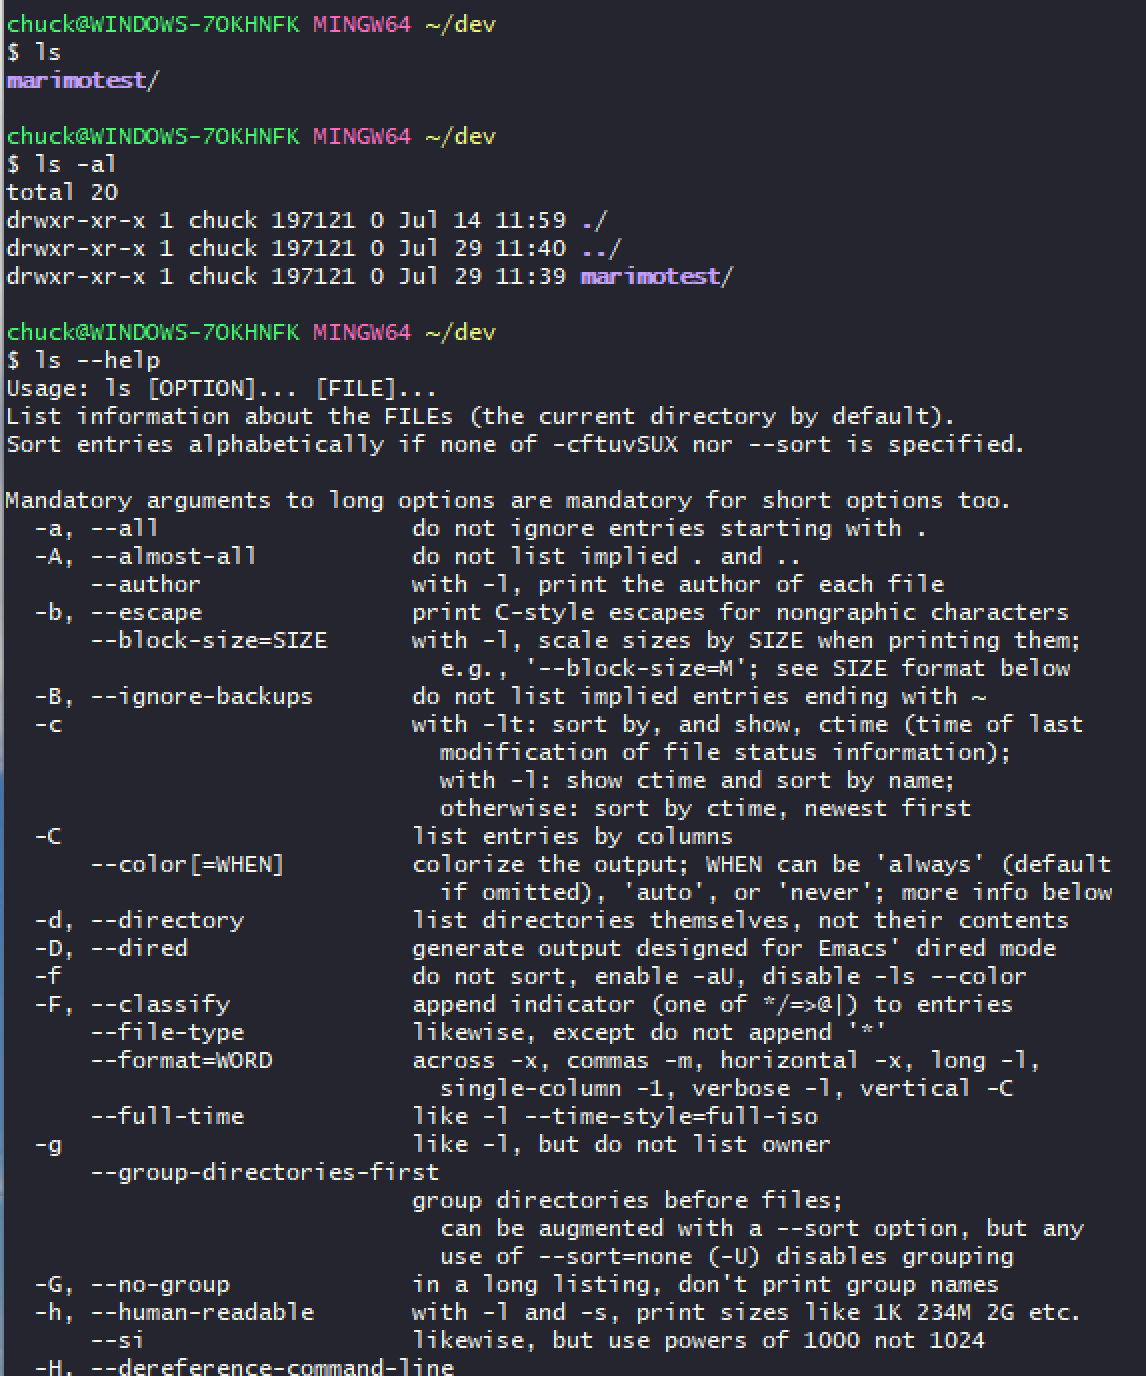 chuck@WINDOWS-7OKHNFK MINGW64 ~/dev
$ ls
marimotest/

chuck@WINDOWS-7OKHNFK MINGW64 ~/dev
$ ls -al
total 20
drwxr-xr-x 1 chuck 197121 0 Jul 14 11:59 ./
drwxr-xr-x 1 chuck 197121 0 Jul 29 11:40 ../
drwxr-xr-x 1 chuck 197121 0 Jul 29 11:39 marimotest/

chuck@WINDOWS-7OKHNFK MINGW64 ~/dev
$ ls --help
Usage: ls [OPTION]... [FILE]...
List information about the FILEs (the current directory by default).
Sort entries alphabetically if none of -cftuvSUX nor --sort is specified.

Mandatory arguments to long options are mandatory for short options too.
  -a, --all                  do not ignore entries starting with .
  -A, --almost-all           do not list implied . and ..
      --author               with -l, print the author of each file
  -b, --escape               print C-style escapes for nongraphic characters
      --block-size=SIZE      with -l, scale sizes by SIZE when printing them;
                               e.g., '--block-size=M'; see SIZE format below
  -B, --ignore-backups       do not list implied entries ending with ~
  -c                         with -lt: sort by, and show, ctime (time of last
                               modification of file status information);
                               with -l: show ctime and sort by name;
                               otherwise: sort by ctime, newest first
  -C                         list entries by columns
      --color[=WHEN]         colorize the output; WHEN can be 'always' (default
                               if omitted), 'auto', or 'never'; more info below
  -d, --directory            list directories themselves, not their contents
  -D, --dired                generate output designed for Emacs' dired mode
  -f                         do not sort, enable -aU, disable -ls --color
  -F, --classify             append indicator (one of */=>@|) to entries
      --file-type            likewise, except do not append '*'
      --format=WORD          across -x, commas -m, horizontal -x, long -l,
                               single-column -1, verbose -l, vertical -C
      --full-time            like -l --time-style=full-iso
  -g                         like -l, but do not list owner
      --group-directories-first
                             group directories before files;
                               can be augmented with a --sort option, but any
                               use of --sort=none (-U) disables grouping
  -G, --no-group             in a long listing, don't print group names
  -h, --human-readable       with -l and -s, print sizes like 1K 234M 2G etc.
      --si                   likewise, but use powers of 1000 not 1024
  -H, --dereference-command-line